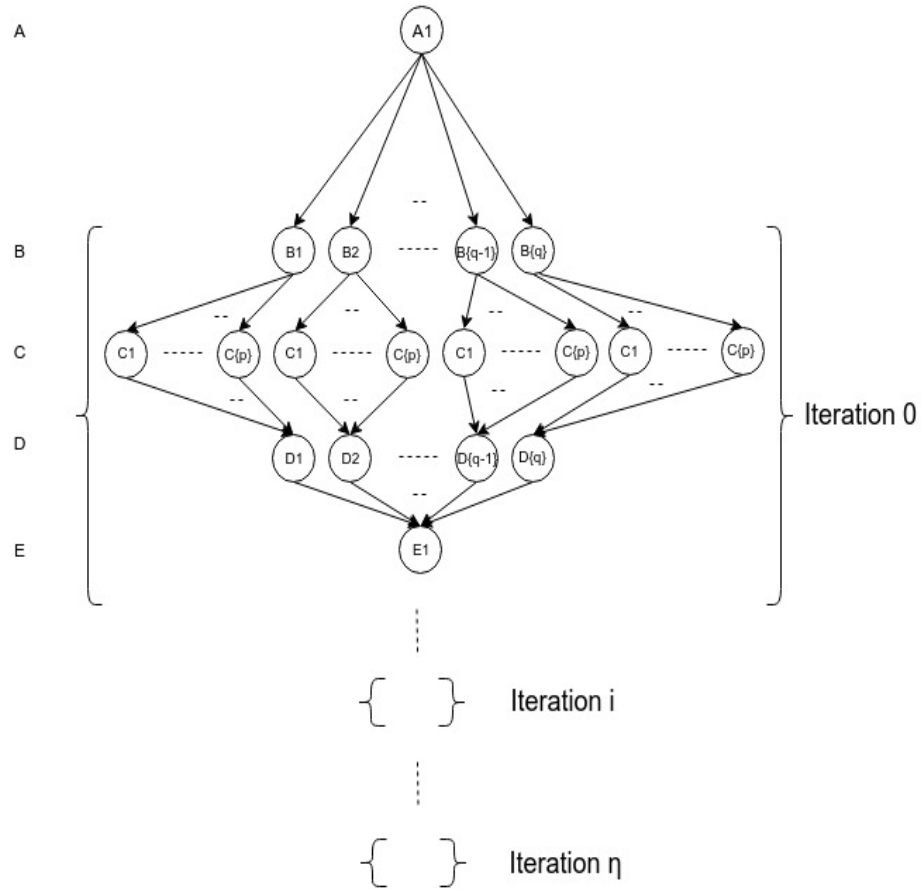 A A1
--
B B1 B2 ----- B{q-1} B{q}
-- -- -- --
C C1 ----- C{p} C1 ----- C{p} C1 ----- C{p} C1 ----- C{p}
Iteration 0
-- -- -- --
D D1 D2 ----- D{q-1} D{q}
--
E E1
Iteration i
Iteration η